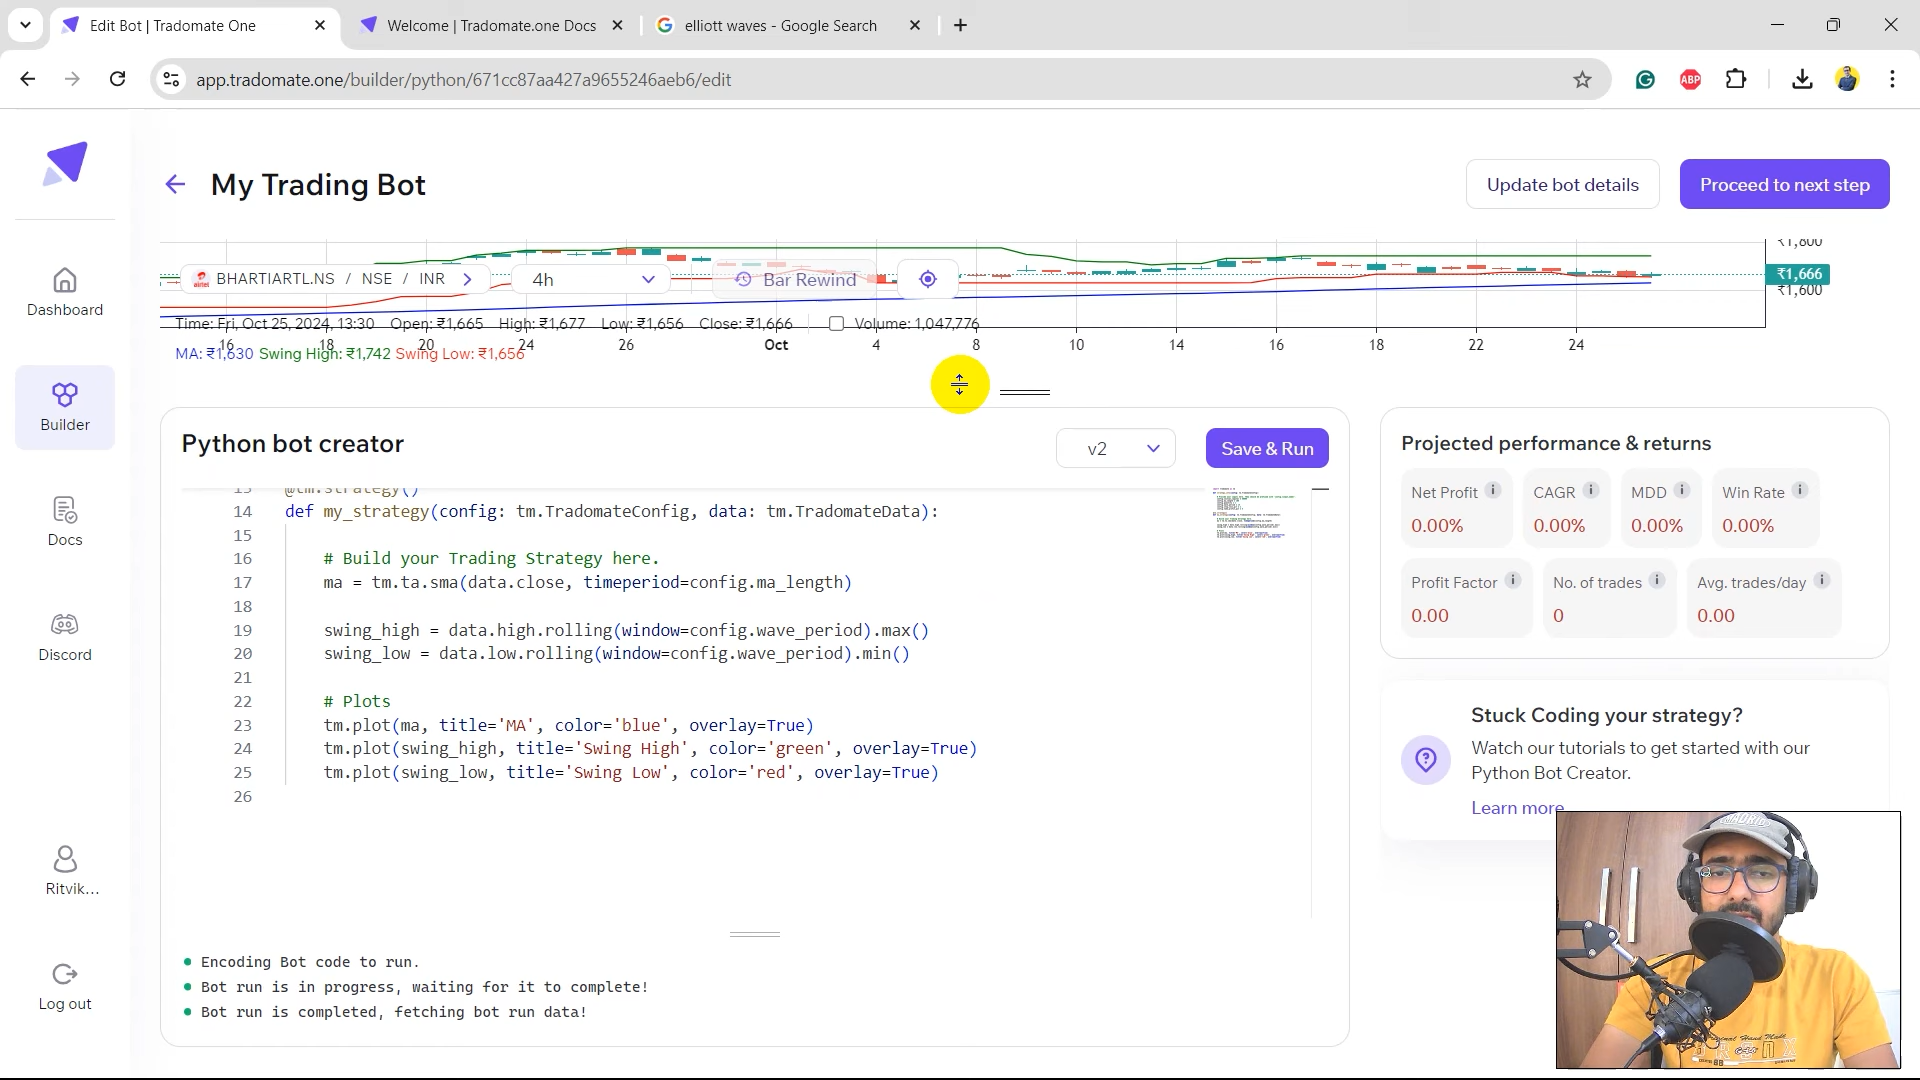 Edit Bot | Tradomate One
Welcome | Tradomate.one Docs
elliott waves - Google Search
app.tradomate.one/builder/python/671cc87aa427a9655246aeb6/edit
ABP
My Trading Bot
Update bot details
Proceed to next step
Dashboard
Builder
Docs
Discord
Ritvik...
Log out
₹1,800
₹1,666
₹1,600
airtel
BHARTIARTL.NS / NSE / INR
4h
Bar Rewind
Time: Fri, Oct 25, 2024, 13:30 Open: ₹1,665 High: ₹1,677 Low: ₹1,656 Close: ₹1,666 Volume: 1,047,776
16 18 20 24 26 Oct 4 8 10 14 16 18 22 24
MA: ₹1,630 Swing High: ₹1,742 Swing Low: ₹1,656
Python bot creator
v2
Save & Run
13 @tm.strategy()
14 def my_strategy(config: tm.TradomateConfig, data: tm.TradomateData):
15
16 # Build your Trading Strategy here.
17 ma = tm.ta.sma(data.close, timeperiod=config.ma_length)
18
19 swing_high = data.high.rolling(window=config.wave_period).max()
20 swing_low = data.low.rolling(window=config.wave_period).min()
21
22 # Plots
23 tm.plot(ma, title='MA', color='blue', overlay=True)
24 tm.plot(swing_high, title='Swing High', color='green', overlay=True)
25 tm.plot(swing_low, title='Swing Low', color='red', overlay=True)
26
Encoding Bot code to run.
Bot run is in progress, waiting for it to complete!
Bot run is completed, fetching bot run data!
Projected performance & returns
Net Profit
0.00%
CAGR
0.00%
MDD
0.00%
Win Rate
0.00%
Profit Factor
0.00
No. of trades
0
Avg. trades/day
0.00
Stuck Coding your strategy?
Watch our tutorials to get started with our
Python Bot Creator.
Learn more